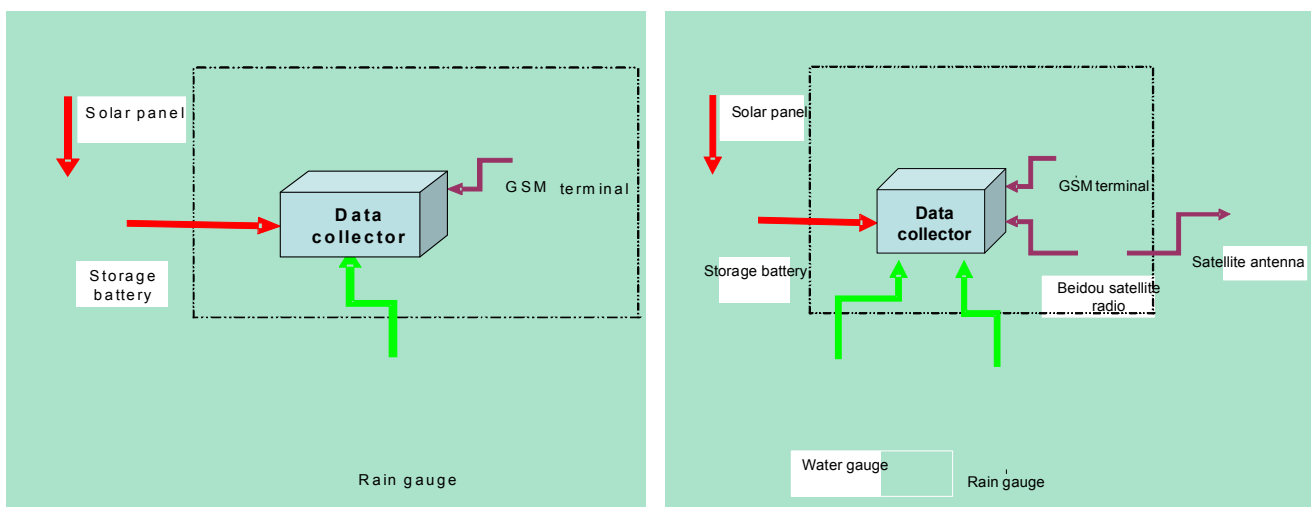 Solar panel
GSM terminal
Data
collector
Storage
battery
Rain gauge
Solar panel
GSM terminal
Data
collector
Storage battery
Satellite antenna
Beidou satellite
radio
Water gauge
Rain gauge